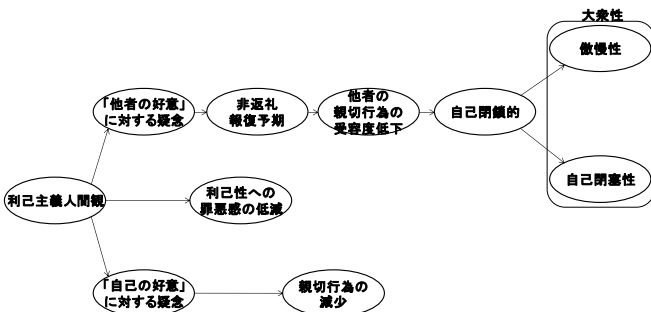 大衆性
傲慢性
「他者の好意」
に対する疑念
非返礼
報復予期
他者の
親切行為の
受容度低下
自己閉鎖的
自己閉塞性
利己主義人間観
利己性への
罪悪感の低減
「自己の好意」
に対する疑念
親切行為の
減少